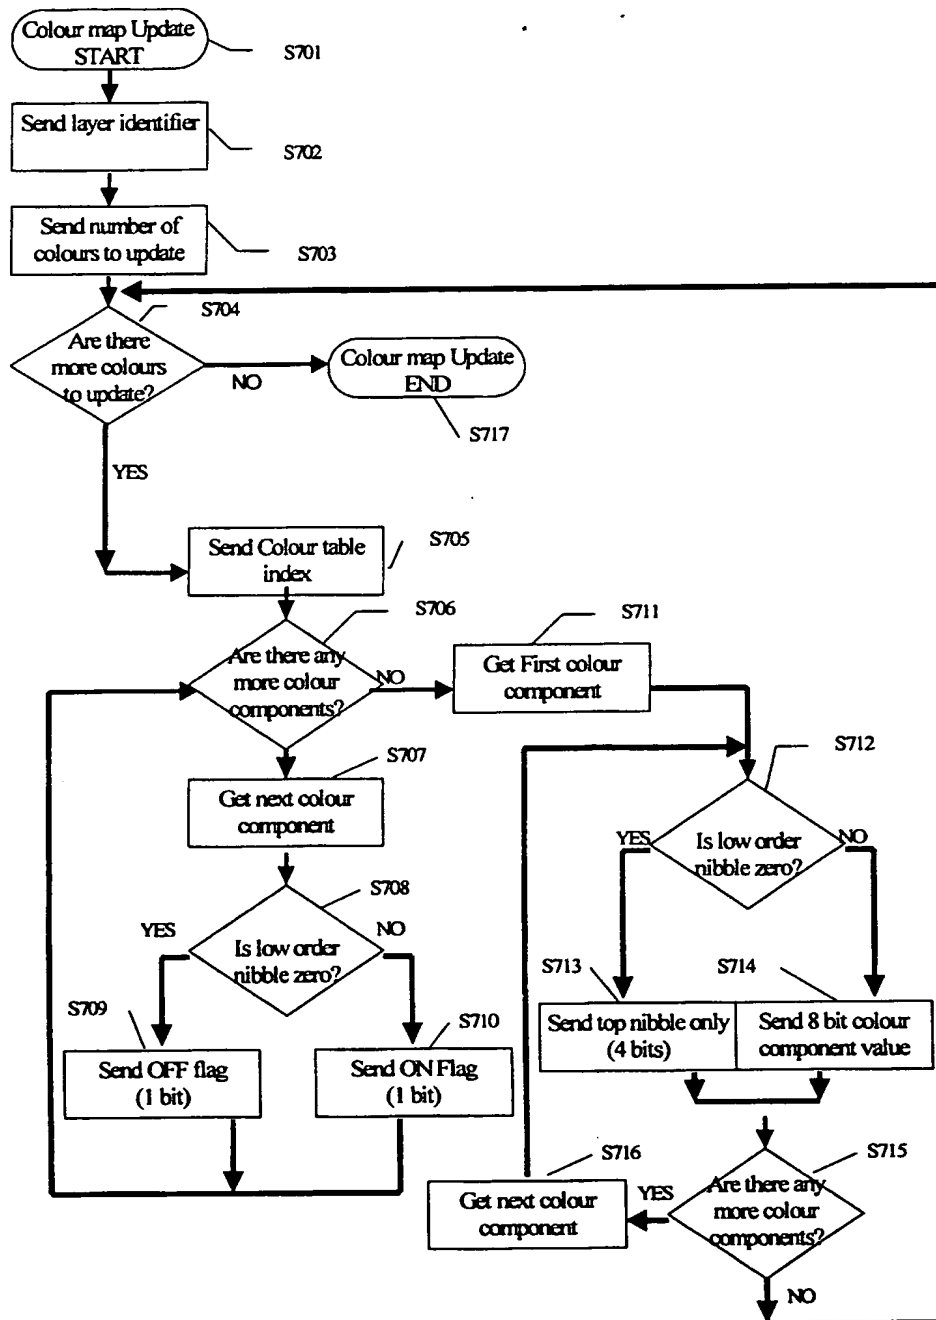 Colour map Update
START
S701
Send layer identifier
S702
Send number of
colours to update
S703
S704
Are there
more colours
to update?
NO
Colour map Update
END
S717
YES
Send Colour table
index
S705
S706
Are there any
more colour
components?
NO
S711
Get First colour
component
S707
Get next colour
component
S712
YES
Is low order
nibble zero?
NO
S708
YES
Is low order
nibble zero?
NO
S713
S714
Send top nibble only
(4 bits)
Send 8 bit colour
component value
S709
S710
Send OFF flag
(1 bit)
Send ON Flag
(1 bit)
S716
S715
Get next colour
component
YES
Are there any
more colour
components?
NO